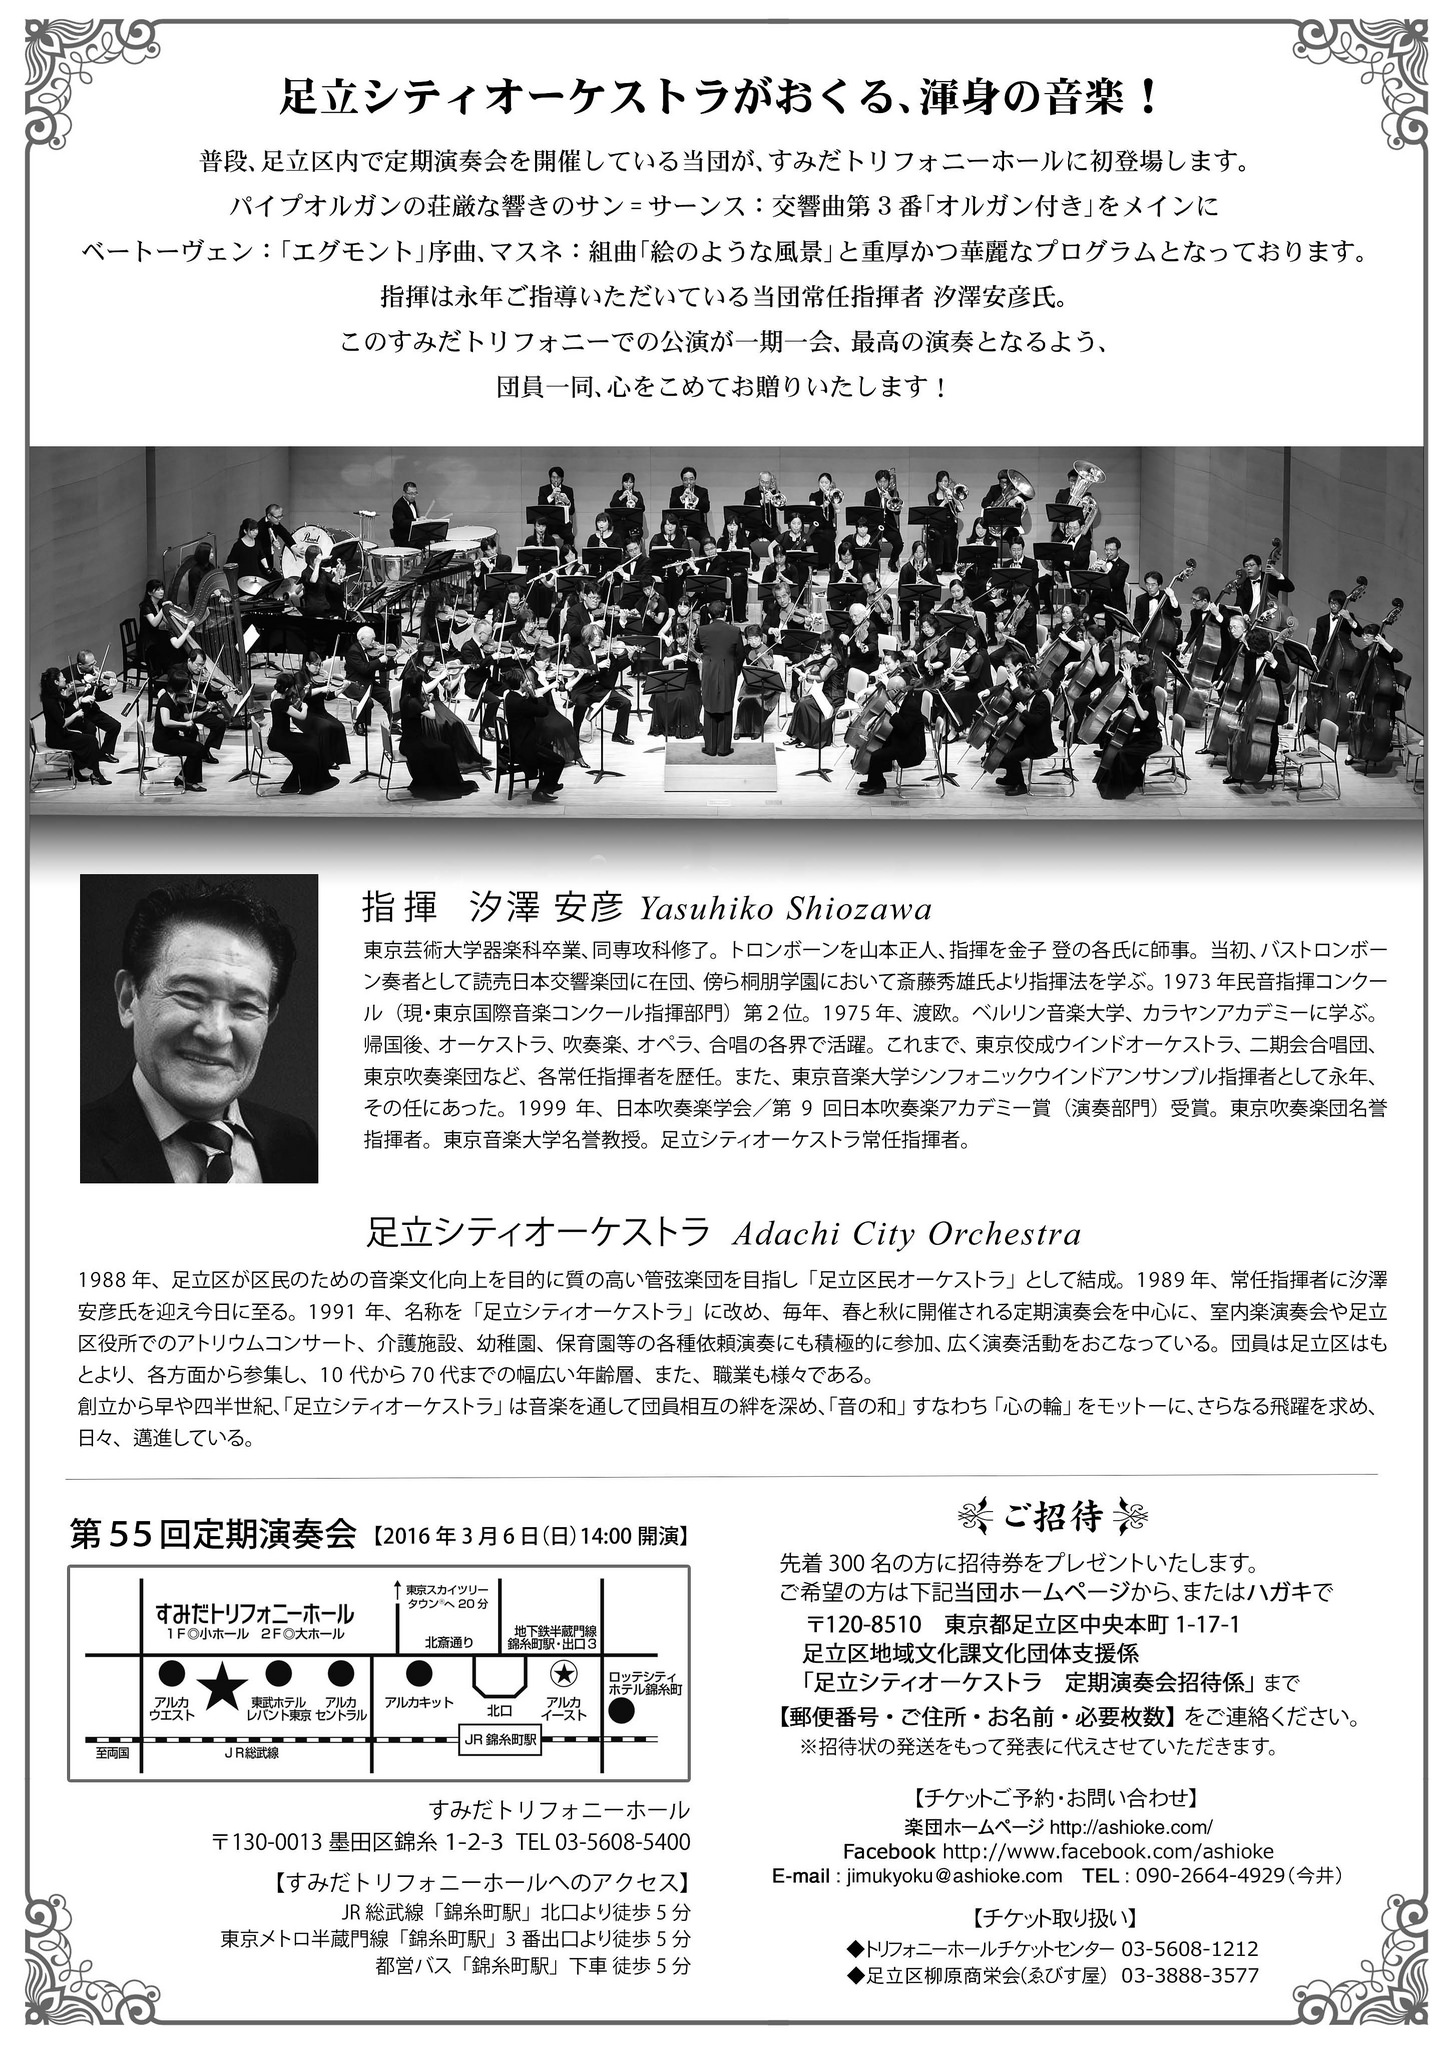 足立シティオーケストラがおくる、渾身の音楽！
普段、足立区内で定期演奏会を開催している当団が、すみだトリフォニーホールに初登場します。
パイプオルガンの荘厳な響きのサン=サーンス：交響曲第3番「オルガン付き」をメインに
ベートーヴェン：「エグモント」序曲、マスネ：組曲「絵のような風景」と重厚かつ華麗なプログラムとなっております。
指揮は永年ご指導いただいている当団常任指揮者 汐澤安彦氏。
このすみだトリフォニーでの公演が一期一会、最高の演奏となるよう、
団員一同、心をこめてお贈りいたします！
Pearl
指揮 汐澤 安彦 Yasuhiko Shiozawa
東京芸術大学器楽科卒業、同専攻科修了。トロンボーンを山本正人、指揮を金子 登の各氏に師事。当初、バストロンボー
ン奏者として読売日本交響楽団に在団、傍ら桐朋学園において斎藤秀雄氏より指揮法を学ぶ。1973年民音指揮コンクー
ル（現・東京国際音楽コンクール指揮部門）第2位。1975年、渡欧。ベルリン音楽大学、カラヤンアカデミーに学ぶ。
帰国後、オーケストラ、吹奏楽、オペラ、合唱の各界で活躍。これまで、東京佼成ウインドオーケストラ、二期会合唱団、
東京吹奏楽団など、各常任指揮者を歴任。また、東京音楽大学シンフォニックウインドアンサンブル指揮者として永年、
その任にあった。1999 年、日本吹奏楽学会／第 9 回日本吹奏楽アカデミー賞（演奏部門）受賞。東京吹奏楽団名誉
指揮者。東京音楽大学名誉教授。足立シティオーケストラ常任指揮者。
足立シティオーケストラ Adachi City Orchestra
1988年、足立区が区民のための音楽文化向上を目的に質の高い管弦楽団を目指し「足立区民オーケストラ」として結成。1989年、常任指揮者に汐澤
安彦氏を迎え今日に至る。1991 年、名称を「足立シティオーケストラ」に改め、毎年、春と秋に開催される定期演奏会を中心に、室内楽演奏会や足立
区役所でのアトリウムコンサート、介護施設、幼稚園、保育園等の各種依頼演奏にも積極的に参加、広く演奏活動をおこなっている。団員は足立区はも
とより、各方面から参集し、10代から70代までの幅広い年齢層、また、職業も様々である。
創立から早や四半世紀、「足立シティオーケストラ」は音楽を通して団員相互の絆を深め、「音の和」すなわち「心の輪」をモットーに、さらなる飛躍を求め、
日々、邁進している。
第55回定期演奏会【2016年3月6日(日)14:00開演】
東京スカイツリー
タウン®へ20分
すみだトリフォニーホール
1F◎小ホール 2F◎大ホール
北斎通り
地下鉄半蔵門線
錦糸町駅・出口3
アルカ
ウエスト
東武ホテル
レバント東京
アルカ
セントラル
アルカキット
北口
アルカ
イースト
ロッテシティ
ホテル錦糸町
JR 錦糸町駅
至両国
JR総武線
すみだトリフォニーホール
〒130-0013 墨田区錦糸 1-2-3 TEL 03-5608-5400
【すみだトリフォニーホールへのアクセス】
JR総武線「錦糸町駅」北口より徒歩5分
東京メトロ半蔵門線「錦糸町駅」3番出口より徒歩5分
都営バス「錦糸町駅」下車 徒歩5分
ご招待
先着300名の方に招待券をプレゼントいたします。
ご希望の方は下記当団ホームページから、またはハガキで
〒120-8510 東京都足立区中央本町1-17-1
足立区地域文化課文化団体支援係
「足立シティオーケストラ 定期演奏会招待係」まで
【郵便番号・ご住所・お名前・必要枚数】をご連絡ください。
※招待状の発送をもって発表に代えさせていただきます。
【チケットご予約・お問い合わせ】
楽団ホームページ http://ashioke.com/
Facebook http://www.facebook.com/ashioke
E-mail : jimukyoku@ashioke.com TEL : 090-2664-4929(今井)
【チケット取り扱い】
◆トリフォニーホールチケットセンター 03-5608-1212
◆足立区柳原商栄会(ゑびす屋) 03-3888-3577